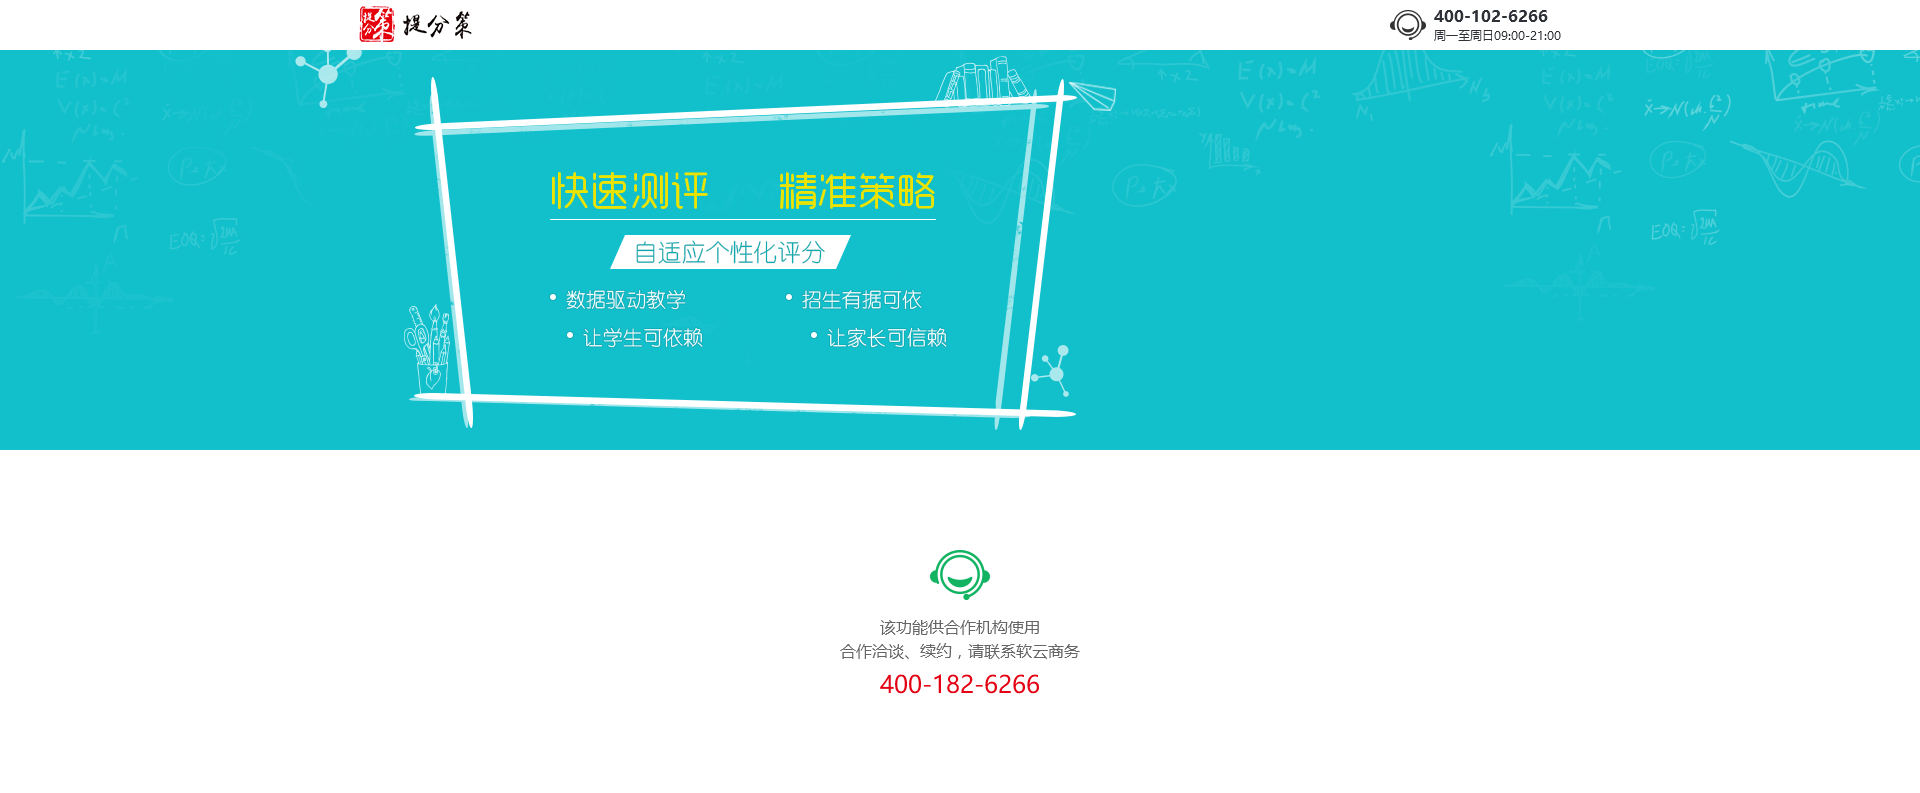 提分策 提分策
400-102-6266
周一至周日09:00-21:00
快速测评 精准策略
自适应个性化评分
数据驱动教学 招生有据可依
让学生可依赖 让家长可信赖
该功能供合作机构使用
合作洽谈、续约，请联系软云商务
400-182-6266